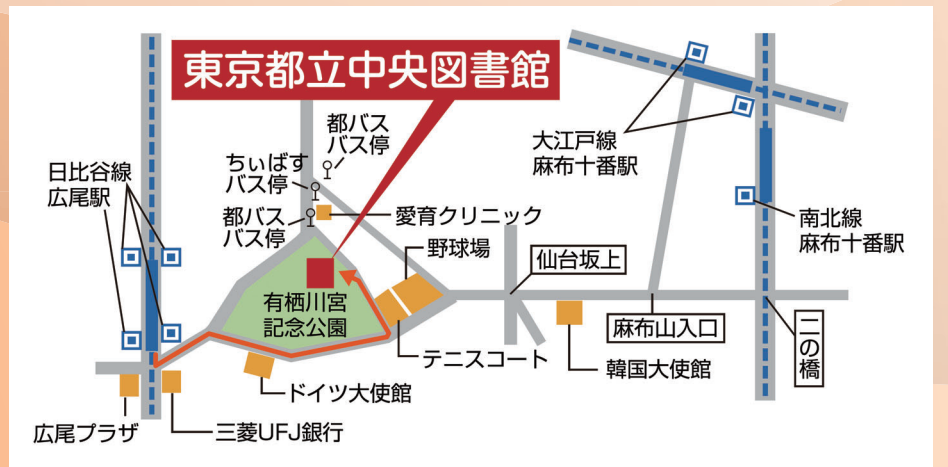 東京都立中央図書館
都バス
バス停
ちぃばす
バス停
都バス
バス停
日比谷線
広尾駅
愛育クリニック
野球場
大江戸線
麻布十番駅
南北線
麻布十番駅
仙台坂上
有栖川宮
記念公園
麻布山入口
二の橋
テニスコート
韓国大使館
ドイツ大使館
広尾プラザ
三菱UFJ銀行